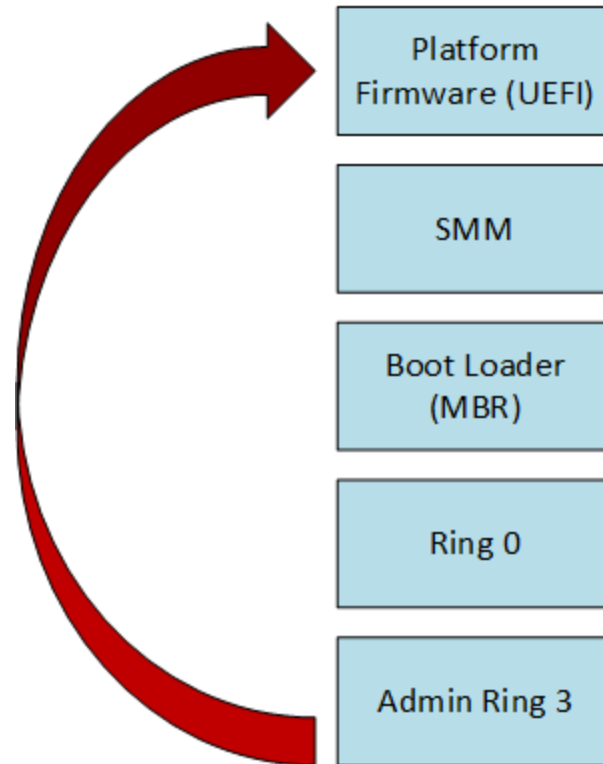 Platform
Firmware (UEFI)
SMM
Boot Loader
(MBR)
Ring 0
Admin Ring 3